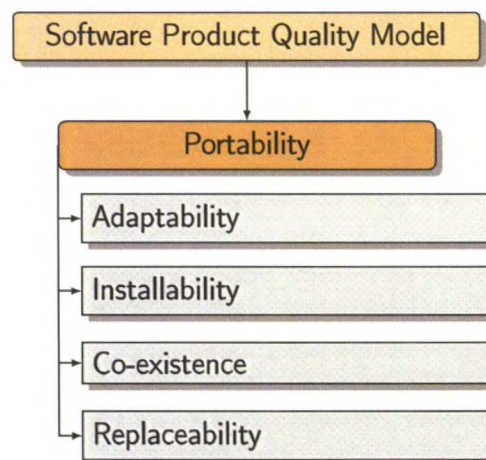 Software Product Quality Model
Portability
Adaptability
Installability
Co-existence
Replaceability